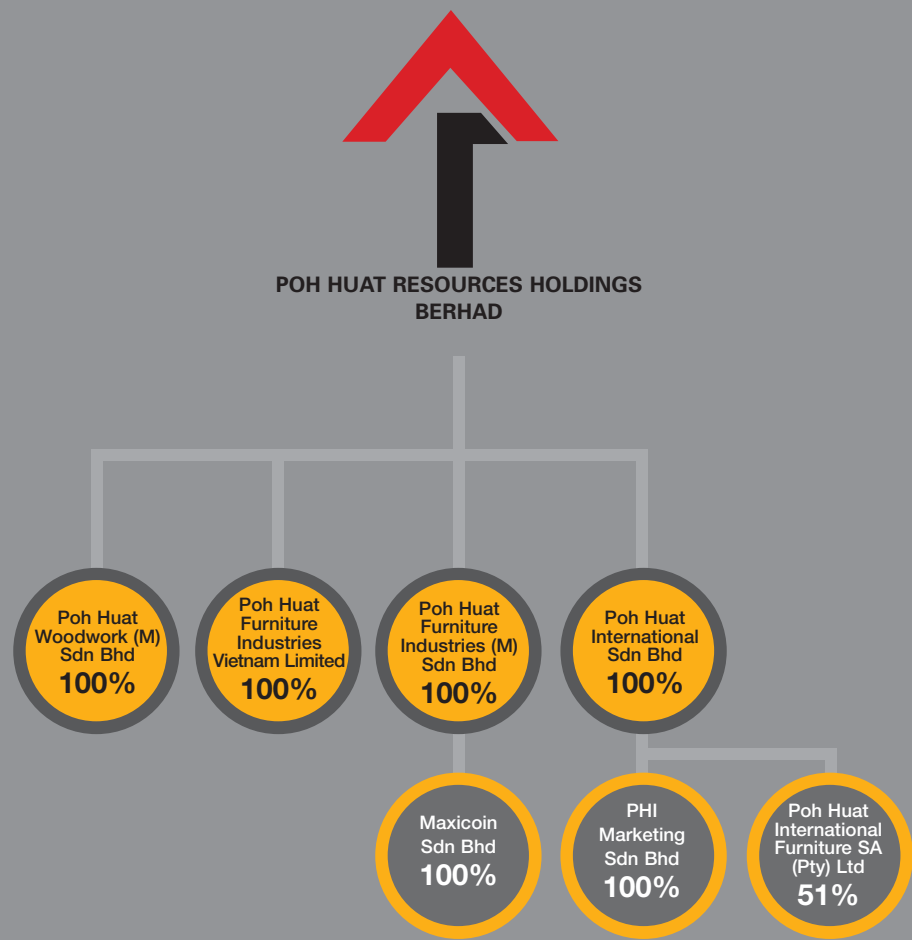 POH HUAT RESOURCES HOLDINGS
BERHAD
Poh Huat
Woodwork (M)
Sdn Bhd
100%
Poh Huat
Furniture
Industries
Vietnam Limited
100%
Poh Huat
Furniture
Industries (M)
Sdn Bhd
100%
Poh Huat
International
Sdn Bhd
100%
Maxicoin
Sdn Bhd
100%
PHI
Marketing
Sdn Bhd
100%
Poh Huat
International
Furniture SA
(Pty) Ltd
51%